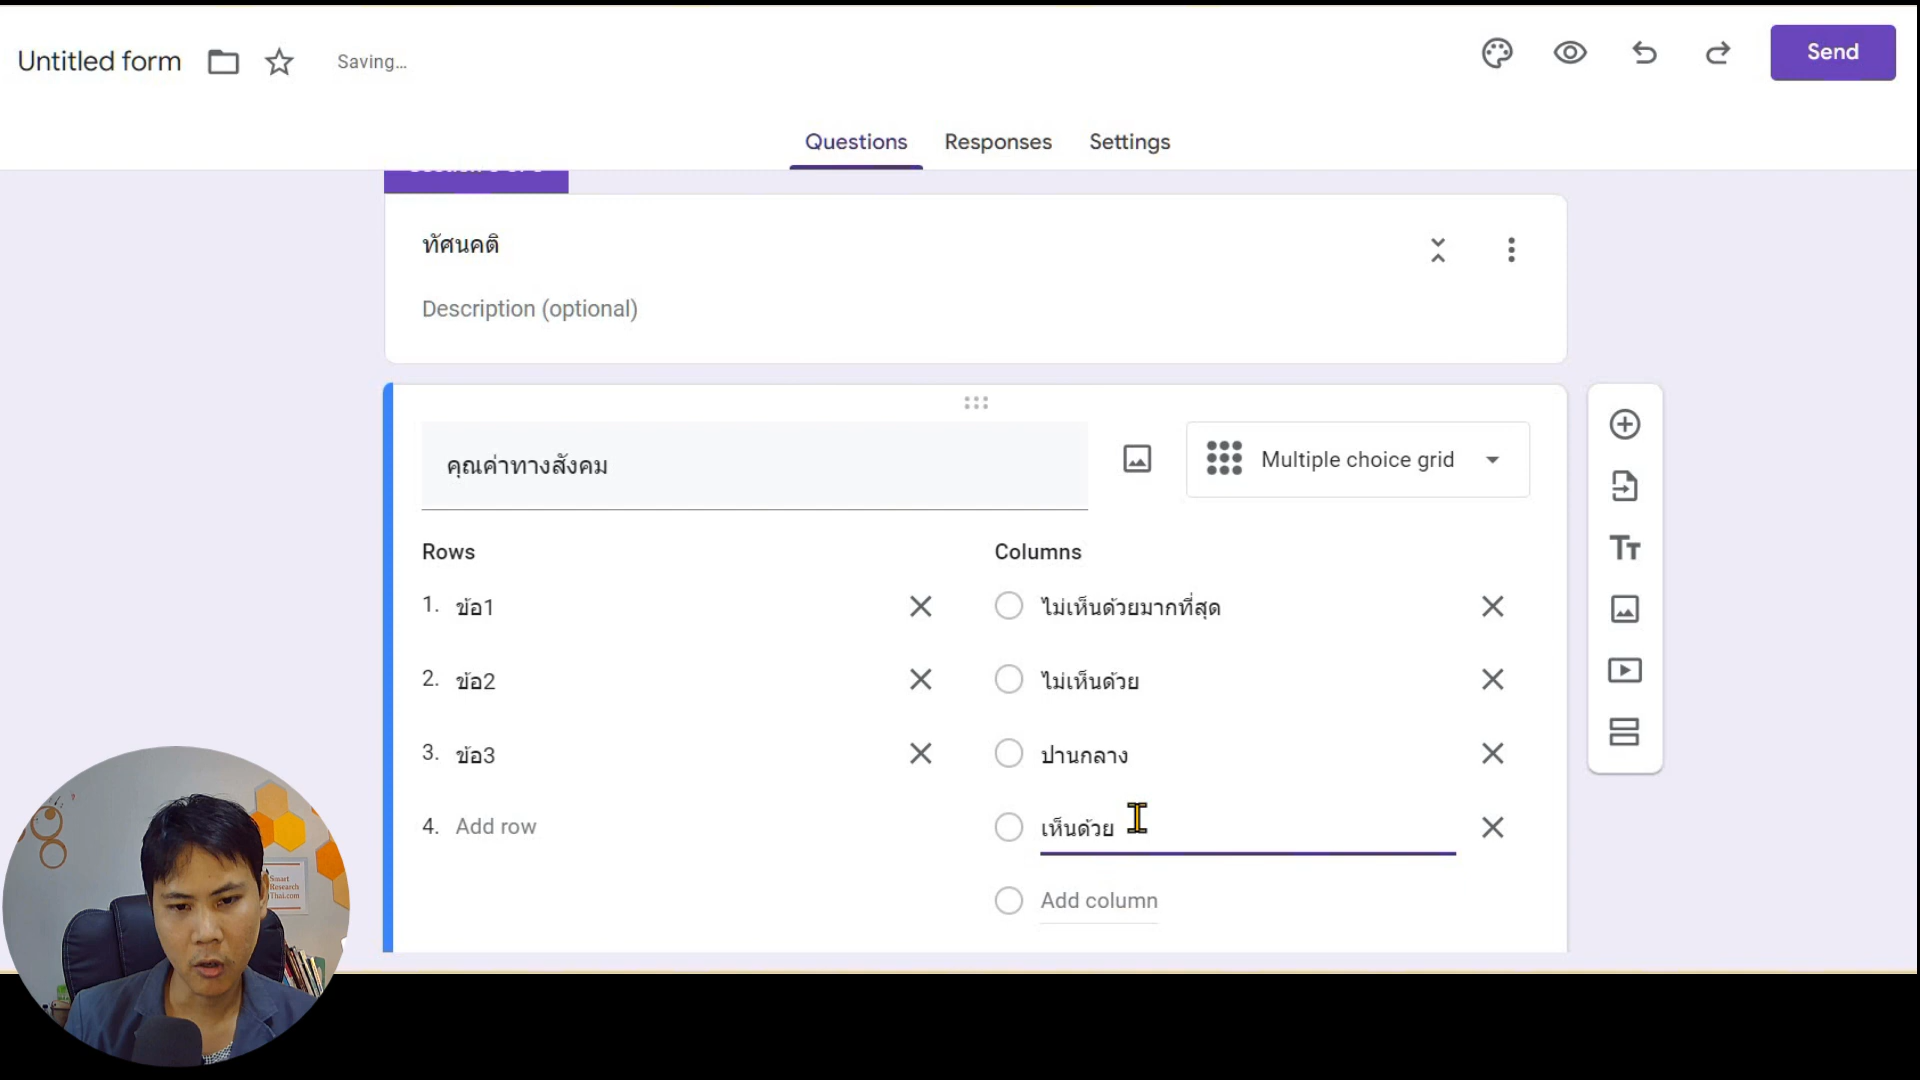 Untitled form
Saving...
Send
Questions
Responses
Settings
ทัศนคติ
Description (optional)
คุณค่าทางสังคม
Multiple choice grid
Rows
Columns
1. ข้อ1
ไม่เห็นด้วยมากที่สุด
2. ข้อ2
ไม่เห็นด้วย
3. ข้อ3
ปานกลาง
4. Add row
เห็นด้วย
Add column
Smart
Research
Thai.com